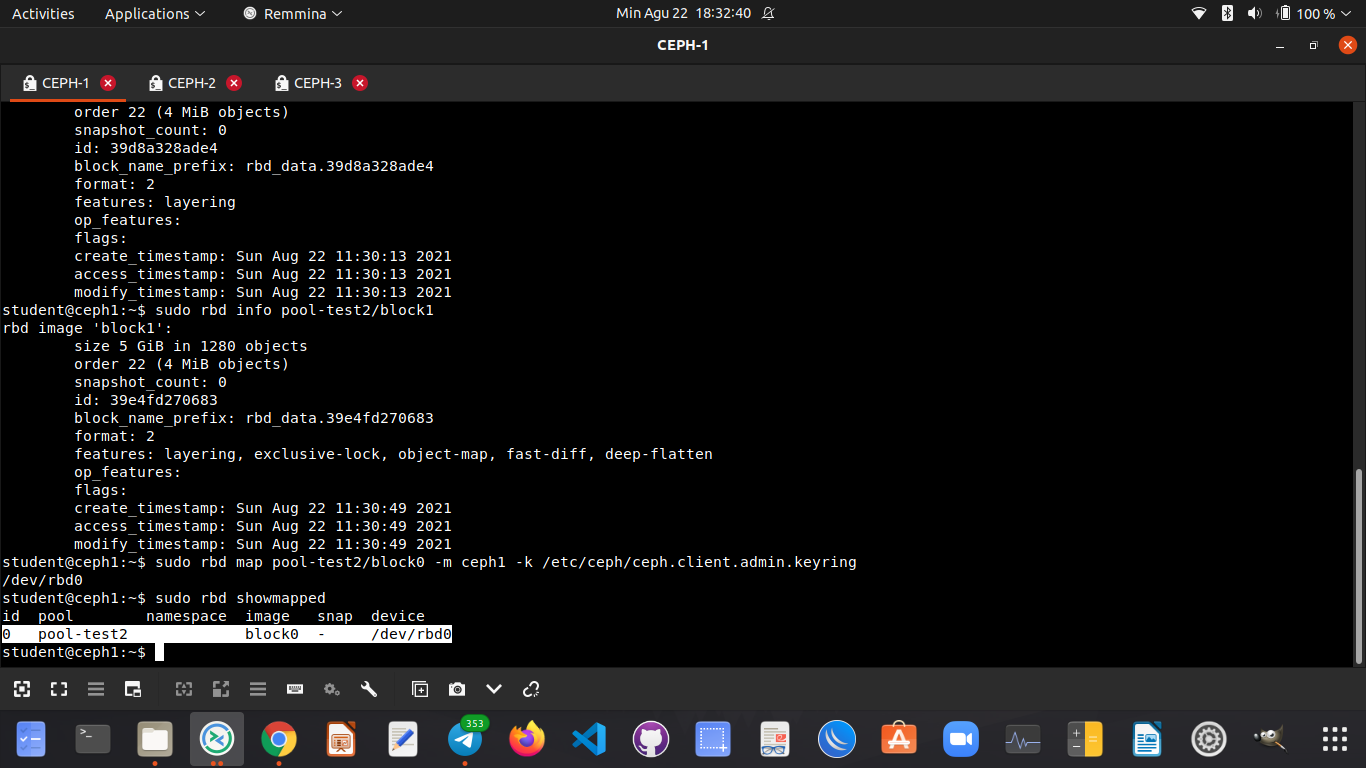 Activities Applications Remmina Min Agu 22 18:32:40 100 %
CEPH-1
CEPH-1 CEPH-2 CEPH-3
order 22 (4 MiB objects)
snapshot_count: 0
id: 39d8a328ade4
block_name_prefix: rbd_data.39d8a328ade4
format: 2
features: layering
op_features:
flags:
create_timestamp: Sun Aug 22 11:30:13 2021
access_timestamp: Sun Aug 22 11:30:13 2021
modify_timestamp: Sun Aug 22 11:30:13 2021
student@ceph1:~$ sudo rbd info pool-test2/block1
rbd image 'block1':
size 5 GiB in 1280 objects
order 22 (4 MiB objects)
snapshot_count: 0
id: 39e4fd270683
block_name_prefix: rbd_data.39e4fd270683
format: 2
features: layering, exclusive-lock, object-map, fast-diff, deep-flatten
op_features:
flags:
create_timestamp: Sun Aug 22 11:30:49 2021
access_timestamp: Sun Aug 22 11:30:49 2021
modify_timestamp: Sun Aug 22 11:30:49 2021
student@ceph1:~$ sudo rbd map pool-test2/block0 -m ceph1 -k /etc/ceph/ceph.client.admin.keyring
/dev/rbd0
student@ceph1:~$ sudo rbd showmapped
id pool namespace image snap device
0 pool-test2 block0 - /dev/rbd0
student@ceph1:~$
353